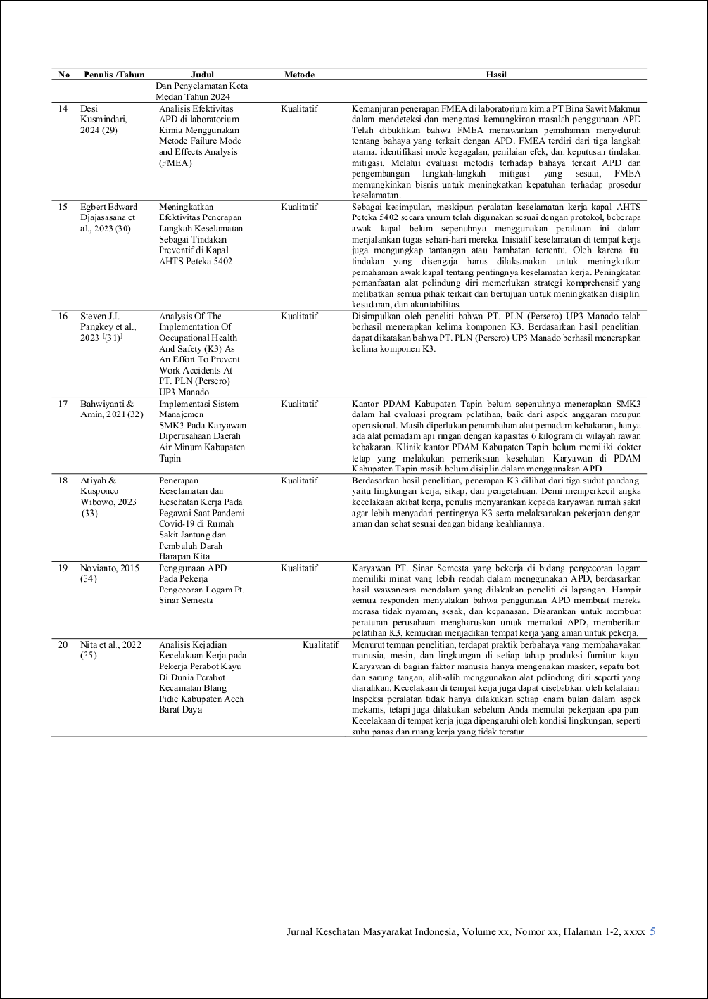 No Penulis /Tahun Judul Metode Hasil
Dan Penyelamatan Kota
Medan Tahun 2024
14 Desi Analisis Efektivitas Kualitatif Kemanjuran penerapan FMEA di laboratorium kimia PT Bina Sawit Makmur
Kusmindari, APD di laboratorium dalam mendeteksi dan mengatasi kemungkinan masalah penggunaan APD
2024 (29) Kimia Menggunakan Telah dibuktikan bahwa FMEA menawarkan pemahaman menyeluruh
Metode Failure Mode tentang bahaya yang terkait dengan APD. FMEA terdiri dari tiga langkah
and Effects Analysis utama: identifikasi mode kegagalan, penilaian efek, dan keputusan tindakan
(FMEA) mitigasi. Melalui evaluasi metodis terhadap bahaya terkait APD dan
pengembangan langkah-langkah mitigasi yang sesuai, FMEA
memungkinkan bisnis untuk meningkatkan kepatuhan terhadap prosedur
keselamatan.
15 Egbert Edward Meningkatkan Kualitatif Sebagai kesimpulan, meskipun peralatan keselamatan kerja kapal AHTS
Djajasasana et Efektivitas Penerapan Peteka 5402 secara umum telah digunakan sesuai dengan protokol, beberapa
al., 2023 (30) Langkah Keselamatan awak kapal belum sepenuhnya menggunakan peralatan ini dalam
Sebagai Tindakan menjalankan tugas sehari-hari mereka. Inisiatif keselamatan di tempat kerja
Preventif di Kapal juga mengungkap tantangan atau hambatan tertentu. Oleh karena itu,
AHTS Peteka 5402 tindakan yang disengaja harus dilaksanakan untuk meningkatkan
pemahaman awak kapal tentang pentingnya keselamatan kerja. Peningkatan
pemanfaatan alat pelindung diri memerlukan strategi komprehensif yang
melibatkan semua pihak terkait dan bertujuan untuk meningkatkan disiplin,
kesadaran, dan akuntabilitas.
16 Steven J.I. Analysis Of The Kualitatif Disimpulkan oleh peneliti bahwa PT. PLN (Persero) UP3 Manado telah
Pangkey et al., Implementation Of berhasil menerapkan kelima komponen K3. Berdasarkan hasil penelitian,
2023 [(31)] Occupational Health dapat dikatakan bahwa PT. PLN (Persero) UP3 Manado berhasil menerapkan
And Safety (K3) As kelima komponen K3.
An Effort To Prevent
Work Accidents At
PT. PLN (Persero)
UP3 Manado
17 Bahwiyanti & Implementasi Sistem Kualitatif Kantor PDAM Kabupaten Tapin belum sepenuhnya menerapkan SMK3
Amin, 2021 (32) Manajemen dalam hal evaluasi program pelatihan, baik dari aspek anggaran maupun
SMK3 Pada Karyawan operasional. Masih diperlukan penambahan alat pemadam kebakaran, hanya
Diperusahaan Daerah ada alat pemadam api ringan dengan kapasitas 6 kilogram di wilayah rawan
Air Minum Kabupaten kebakaran. Klinik kantor PDAM Kabupaten Tapin belum memiliki dokter
Tapin tetap yang melakukan pemeriksaan kesehatan. Karyawan di PDAM
Kabupaten Tapin masih belum disiplin dalam menggunakan APD.
18 Atiyah & Penerapan Kualitatif Berdasarkan hasil penelitian, penerapan K3 dilihat dari tiga sudut pandang,
Kusponco Keselamatan dan yaitu lingkungan kerja, sikap, dan pengetahuan. Demi memperkecil angka
Wibowo, 2023 Kesehatan Kerja Pada kecelakaan akibat kerja, penulis menyarankan kepada karyawan rumah sakit
(33) Pegawai Saat Pandemi agar lebih menyadari pentingnya K3 serta melaksanakan pekerjaan dengan
Covid-19 di Rumah aman dan sehat sesuai dengan bidang keahliannya.
Sakit Jantung dan
Pembuluh Darah
Harapan Kita
19 Novianto, 2015 Penggunaan APD Kualitatif Karyawan PT. Sinar Semesta yang bekerja di bidang pengecoran logam
(34) Pada Pekerja memiliki minat yang lebih rendah dalam menggunakan APD, berdasarkan
Pengecoran Logam Pt. hasil wawancara mendalam yang dilakukan peneliti di lapangan. Hampir
Sinar Semesta semua responden menyatakan bahwa penggunaan APD membuat mereka
merasa tidak nyaman, sesak, dan kepanasan. Disarankan untuk membuat
peraturan perusahaan mengharuskan untuk memakai APD, memberikan
pelatihan K3, kemudian menjadikan tempat kerja yang aman untuk pekerja.
20 Nita et al., 2022 Analisis Kejadian Kualitatif Menurut temuan penelitian, terdapat praktik berbahaya yang membahayakan
(35) Kecelakaan Kerja pada manusia, mesin, dan lingkungan di setiap tahap produksi furnitur kayu.
Pekerja Perabot Kayu Karyawan di bagian faktor manusia hanya mengenakan masker, sepatu bot,
Di Dunia Perabot dan sarung tangan, alih-alih menggunakan alat pelindung diri seperti yang
Kecamatan Blang diarahkan. Kecelakaan di tempat kerja juga dapat disebabkan oleh kelalaian.
Pidie Kabupaten Aceh Inspeksi peralatan tidak hanya dilakukan setiap enam bulan dalam aspek
Barat Daya mekanis, tetapi juga dilakukan sebelum Anda memulai pekerjaan apa pun.
Kecelakaan di tempat kerja juga dipengaruhi oleh kondisi lingkungan, seperti
suhu panas dan ruang kerja yang tidak teratur.
Jurnal Kesehatan Masyarakat Indonesia, Volume xx, Nomor xx, Halaman 1-2, xxxx 5